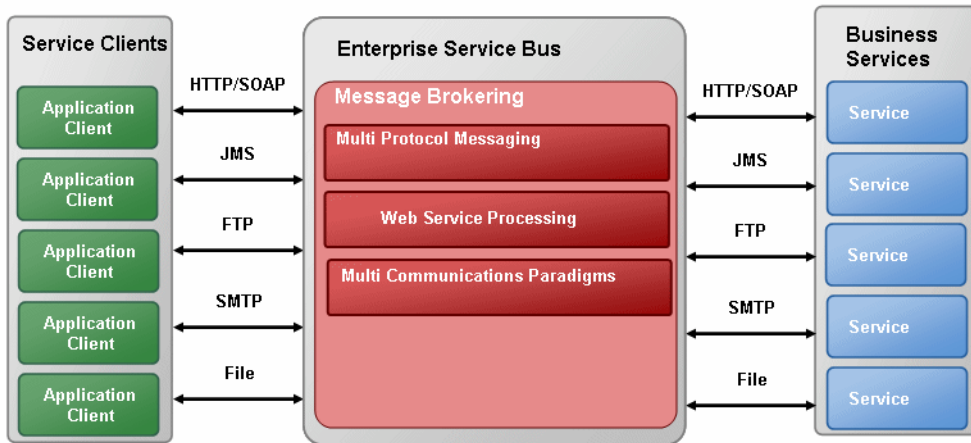 Service Clients
Application
Client
Application
Client
Application
Client
Application
Client
Application
Client
HTTP/SOAP
JMS
FTP
SMTP
File
Enterprise Service Bus
Message Brokering
Multi Protocol Messaging
Web Service Processing
Multi Communications Paradigms
HTTP/SOAP
JMS
FTP
SMTP
File
Business
Services
Service
Service
Service
Service
Service